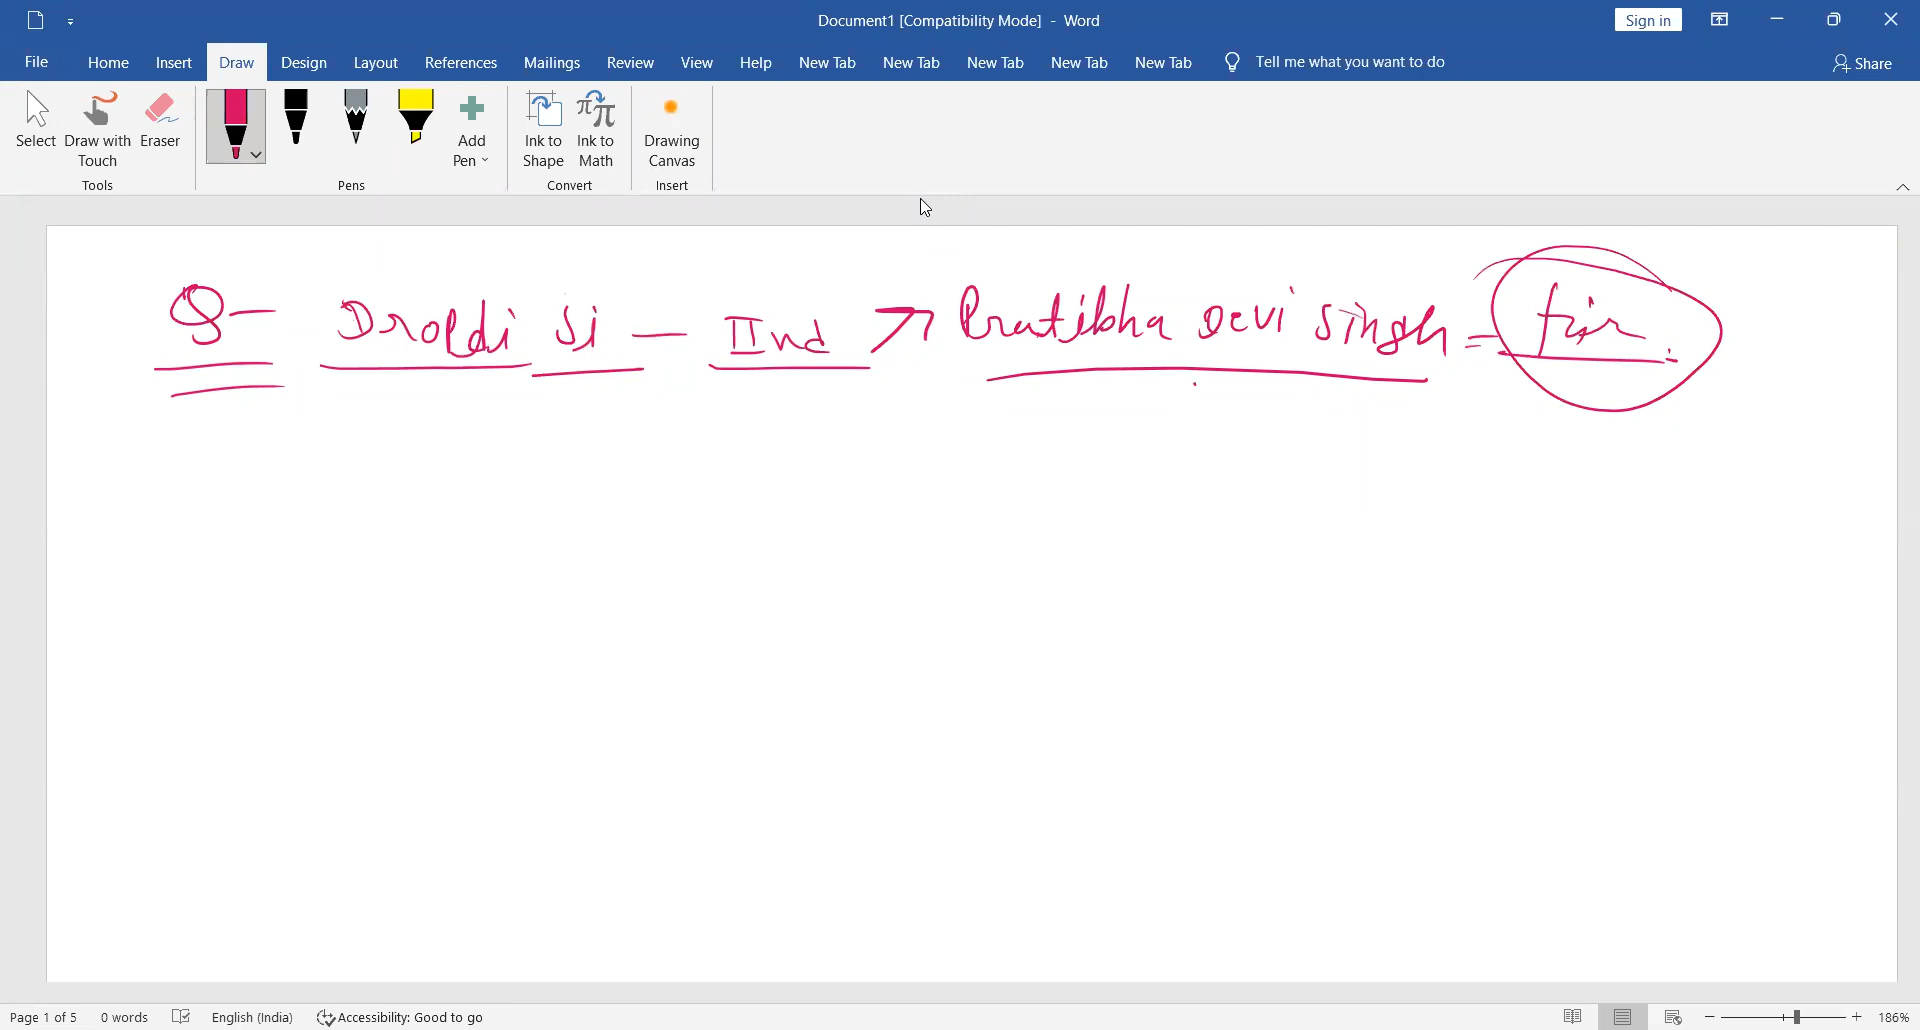 Document1 [Compatibility Mode] - Word
Sign in
File Home Insert Draw Design Layout References Mailings Review View Help New Tab New Tab New Tab New Tab New Tab Tell me what you want to do Share
Select Draw with Touch Eraser Add Pen Ink to Shape Ink to Math Drawing Canvas
Tools Pens Convert Insert
Q- Dropdi Ji - IInd Pratibha Devi Singh =
Page 1 of 5 0 words English (India) Accessibility: Good to go 186%